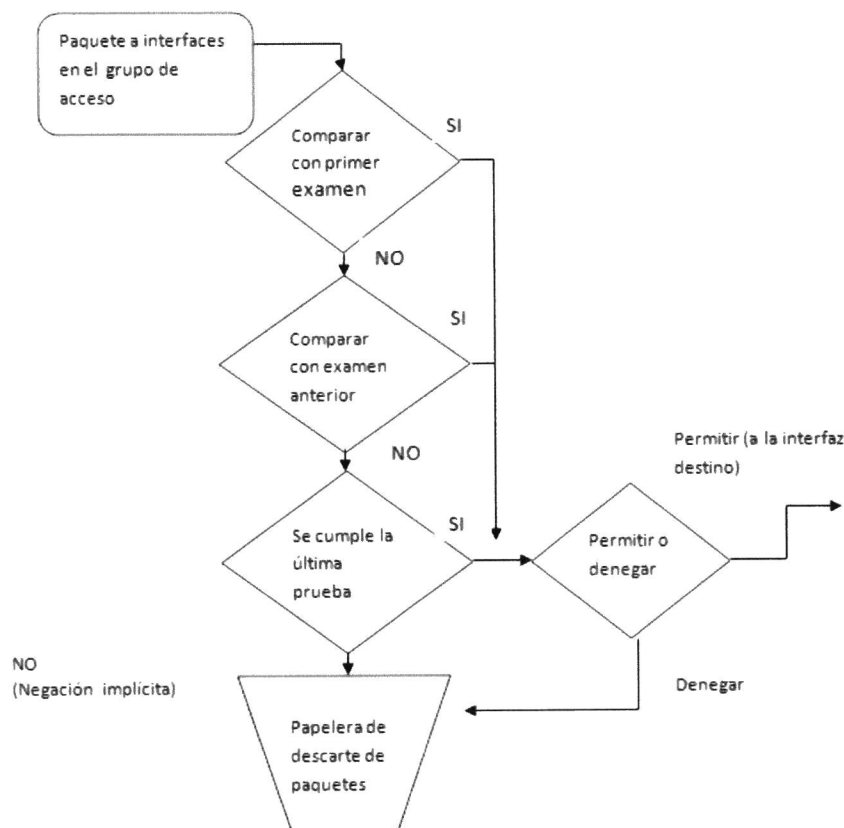 Paquete a interfaces
en el grupo de
acceso
SI
Comparar
con primer
examen
NO
SI
Comparar
con examen
anterior
NO
Permitir (a la interfaz
destino)
SI
Se cumple la
última
prueba
Permitir o
denegar
NO
(Negación implícita)
Denegar
Papelera de
descarte de
paquetes